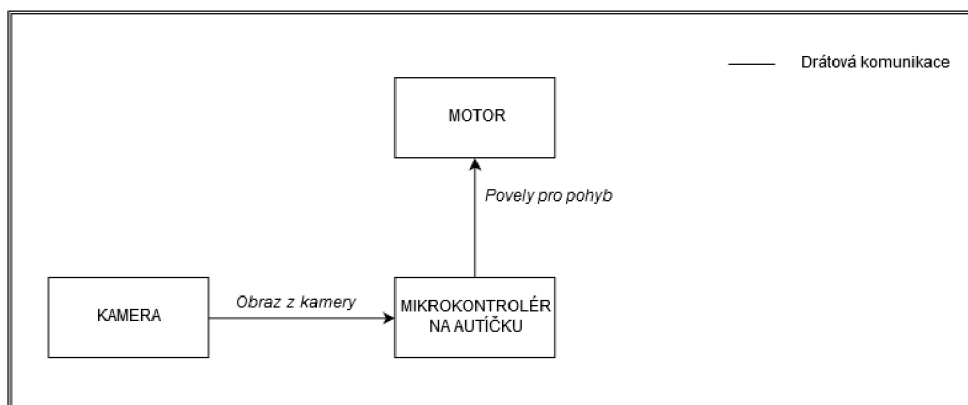 Drátová komunikace
MOTOR
Povely pro pohyb
KAMERA
Obraz z kamery
MIKROKONTROLÉR
NA AUTÍČKU